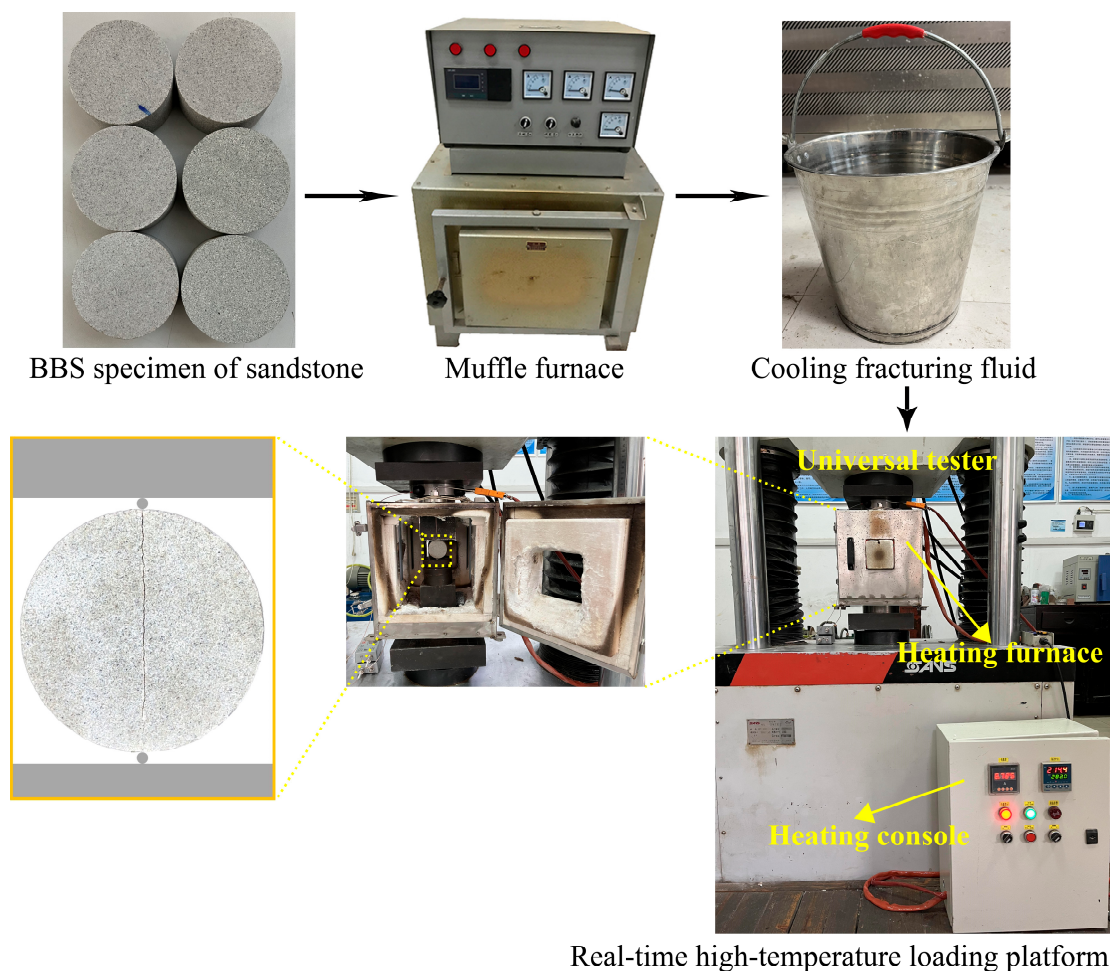 BBS specimen of sandstone
Muffle furnace
Cooling fracturing fluid
Universal tester
Heating furnace
SANS
Heating console
Real-time high-temperature loading platform